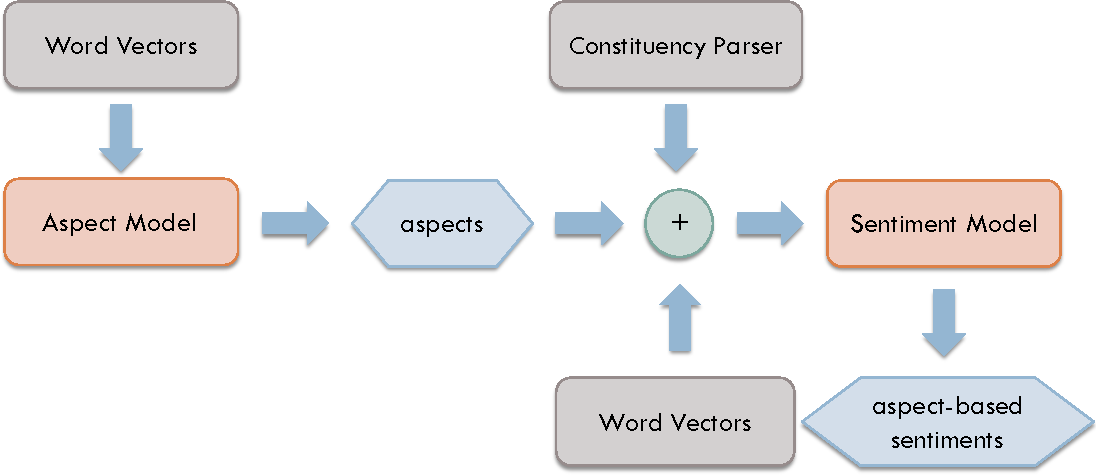 Word Vectors
Constituency Parser
Aspect Model
aspects
+
Sentiment Model
Word Vectors
aspect-based
sentiments